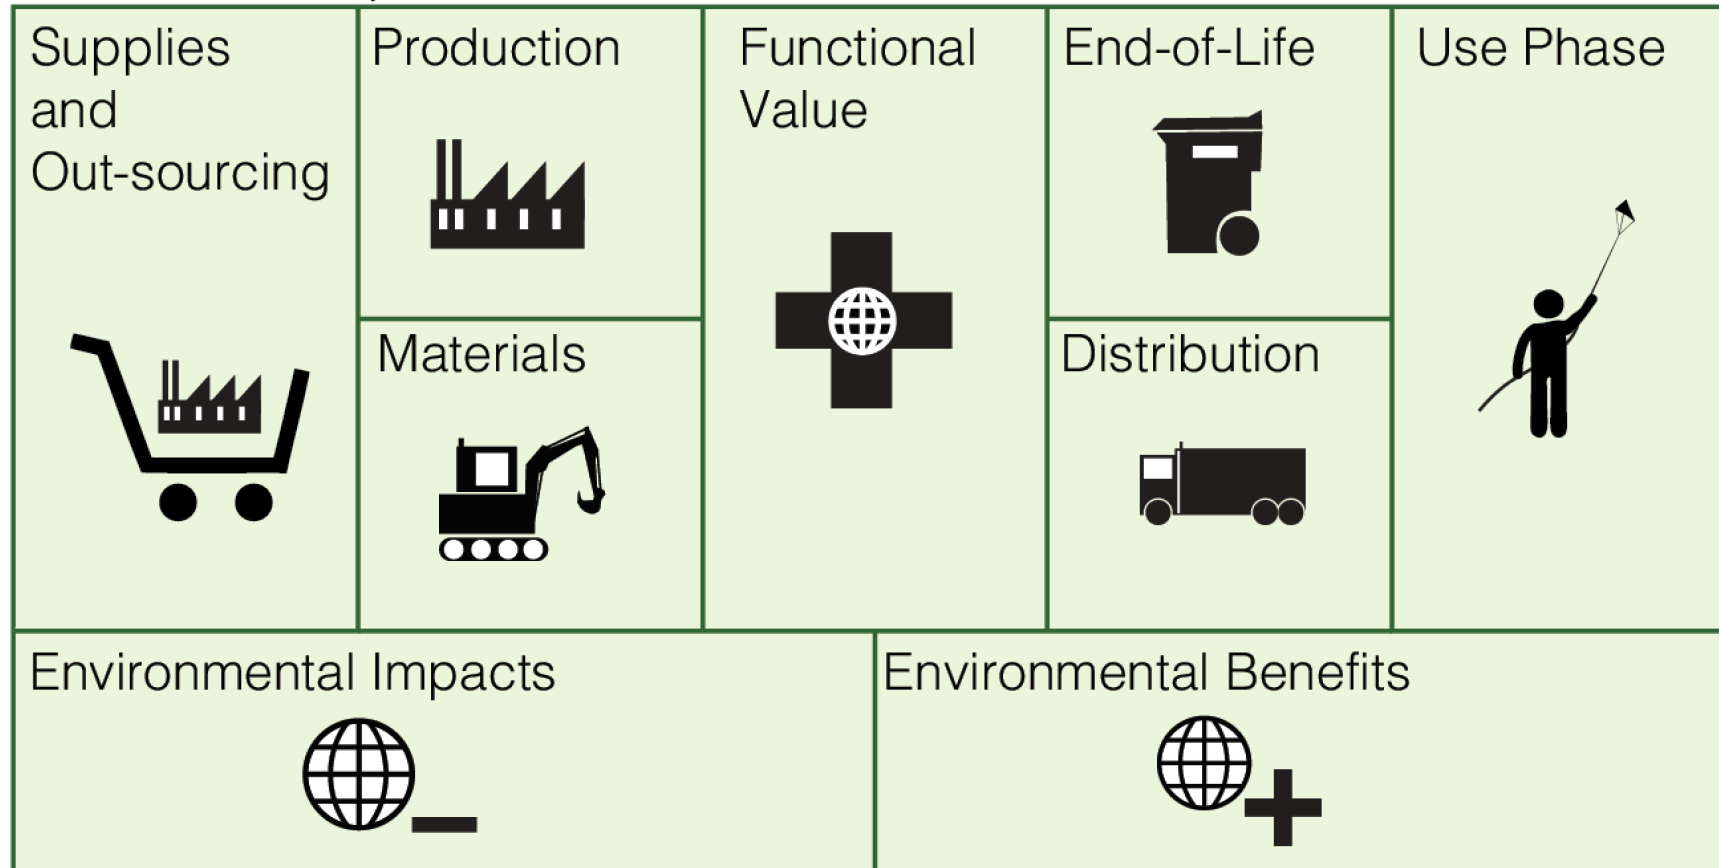 Supplies
and
Out-sourcing
Production
Materials
Functional
Value
End-of-Life
Distribution
Use Phase
Environmental Impacts
Environmental Benefits